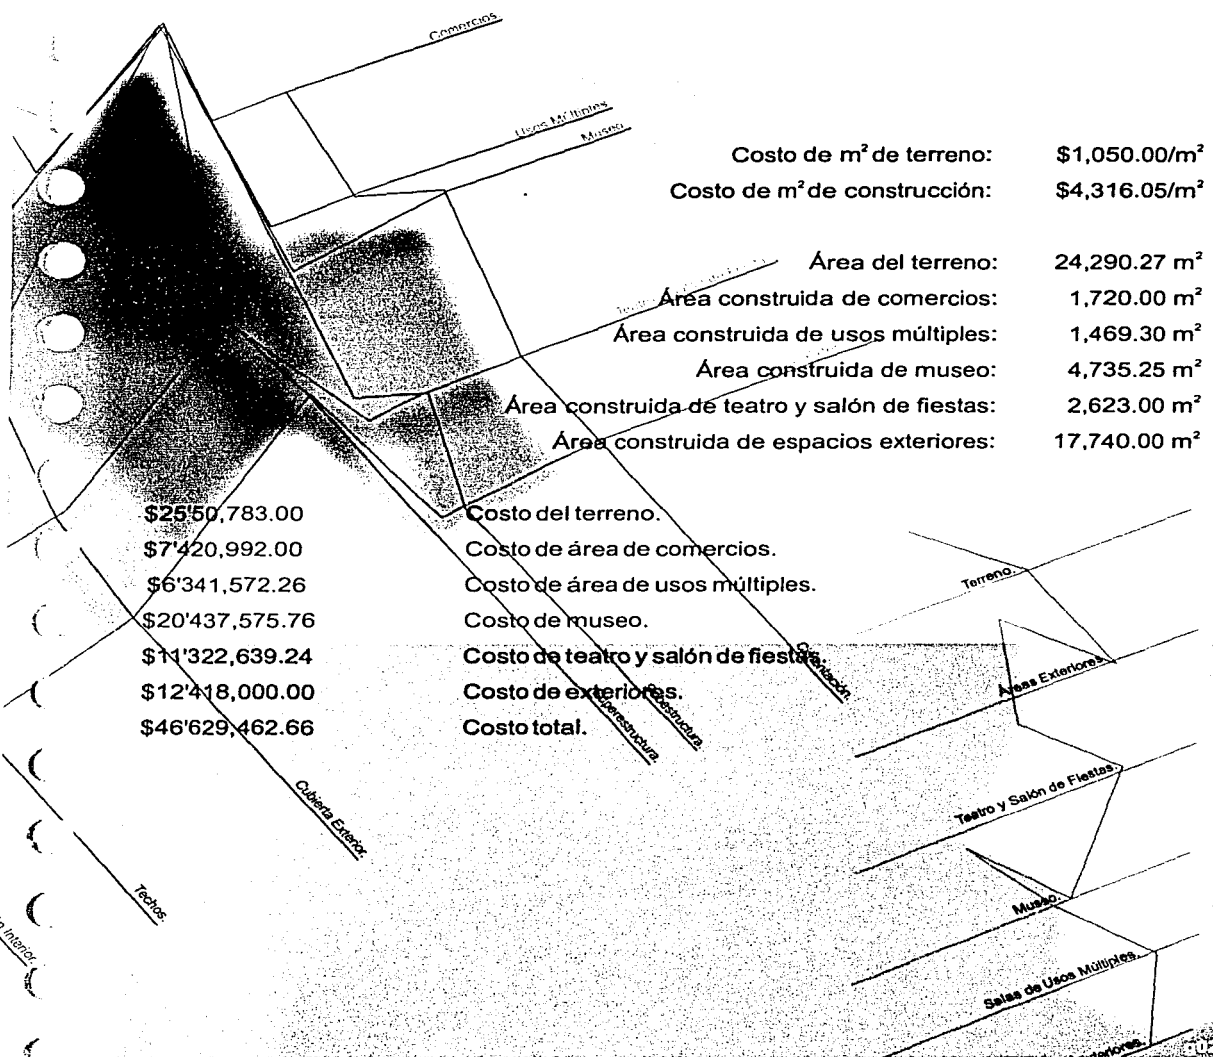 Comercios.
Usos Múltiples
Museo.
Costo de m² de terreno: $1,050.00/m²
Costo de m² de construcción: $4,316.05/m²
Área del terreno: 24,290.27 m²
Área construida de comercios: 1,720.00 m²
Área construida de usos múltiples: 1,469.30 m²
Área construida de museo: 4,735.25 m²
Área construida de teatro y salón de fiestas: 2,623.00 m²
Área construida de espacios exteriores: 17,740.00 m²
$25'50,783.00 Costo del terreno.
$7'420,992.00 Costo de área de comercios.
$6'341,572.26 Costo de área de usos múltiples.
$20'437,575.76 Costo de museo.
$11'322,639.24 Costo de teatro y salón de fiestas.
$12'418,000.00 Costo de exteriores.
$46'629,462.66 Costo total.
Cimentación.
Subestructura.
Superestructura.
Cubierta Exterior.
Techos.
Interior.
Terreno.
Áreas Exteriores.
Teatro y Salón de Fiestas.
Museo.
Salas de Usos Múltiples.